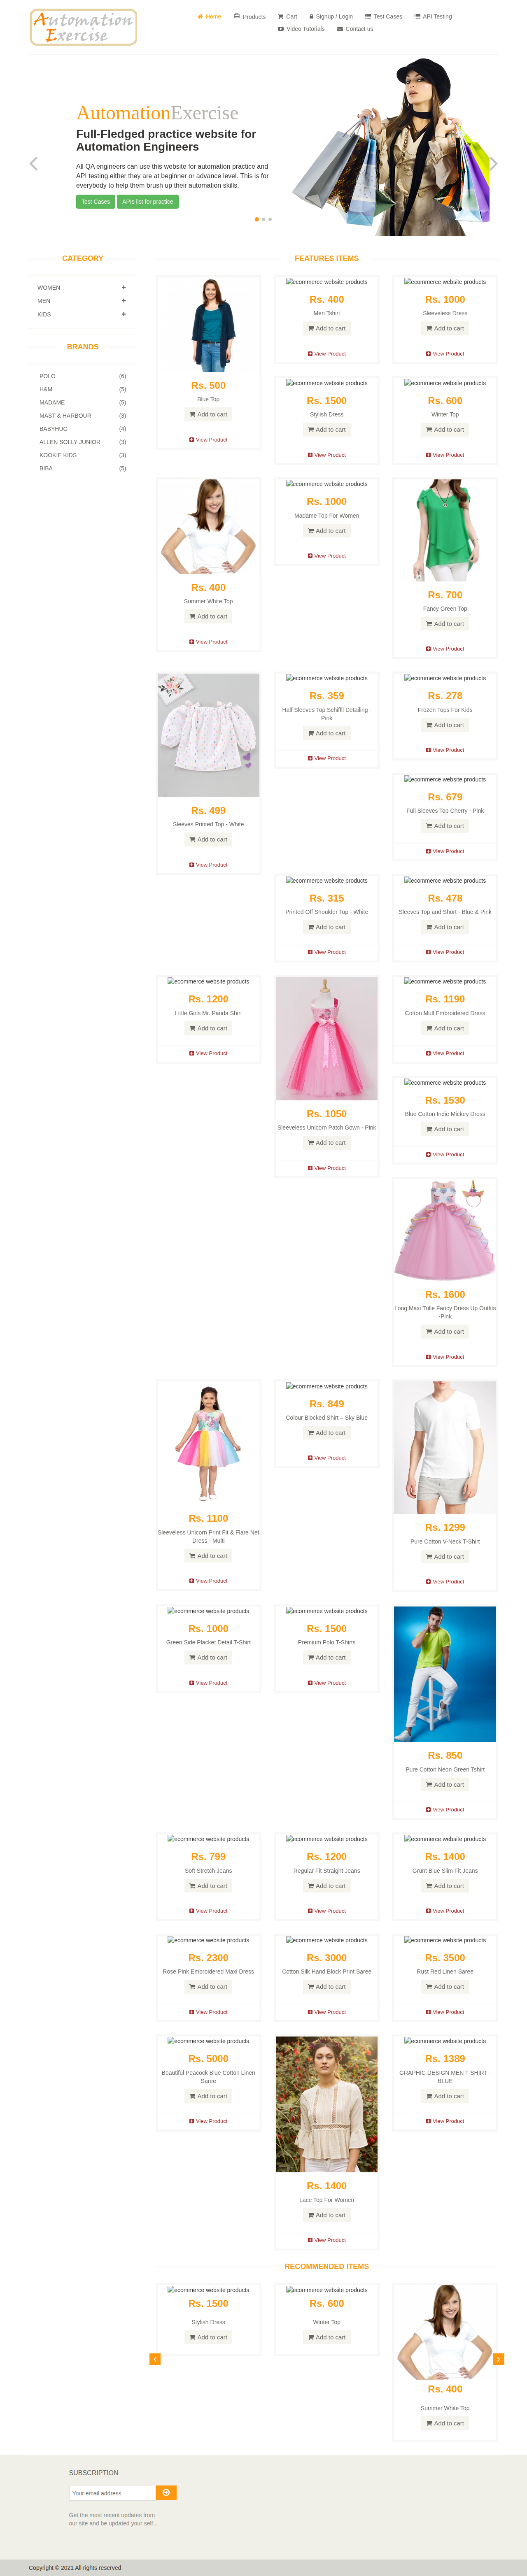 Automation
Exercise
Home
Products
Cart
Signup / Login
Test Cases
API Testing
Video Tutorials
Contact us
AutomationExercise
Full-Fledged practice website for
Automation Engineers
All QA engineers can use this website for automation practice and
API testing either they are at beginner or advance level. This is for
everybody to help them brush up their automation skills.
Test Cases
APIs list for practice
CATEGORY
WOMEN
MEN
KIDS
BRANDS
POLO (6)
H&M (5)
MADAME (5)
MAST & HARBOUR (3)
BABYHUG (4)
ALLEN SOLLY JUNIOR (3)
KOOKIE KIDS (3)
BIBA (5)
FEATURES ITEMS
Rs. 500
Blue Top
Add to cart
View Product
ecommerce website products
Rs. 400
Men Tshirt
Add to cart
View Product
ecommerce website products
Rs. 1000
Sleeveless Dress
Add to cart
View Product
ecommerce website products
Rs. 1500
Stylish Dress
Add to cart
View Product
ecommerce website products
Rs. 600
Winter Top
Add to cart
View Product
Rs. 400
Summer White Top
Add to cart
View Product
ecommerce website products
Rs. 1000
Madame Top For Women
Add to cart
View Product
Rs. 700
Fancy Green Top
Add to cart
View Product
Rs. 499
Sleeves Printed Top - White
Add to cart
View Product
ecommerce website products
Rs. 359
Half Sleeves Top Schiffli Detailing -
Pink
Add to cart
View Product
ecommerce website products
Rs. 278
Frozen Tops For Kids
Add to cart
View Product
ecommerce website products
Rs. 679
Full Sleeves Top Cherry - Pink
Add to cart
View Product
ecommerce website products
Rs. 315
Printed Off Shoulder Top - White
Add to cart
View Product
ecommerce website products
Rs. 478
Sleeves Top and Short - Blue & Pink
Add to cart
View Product
ecommerce website products
Rs. 1200
Little Girls Mr. Panda Shirt
Add to cart
View Product
Rs. 1050
Sleeveless Unicorn Patch Gown - Pink
Add to cart
View Product
ecommerce website products
Rs. 1190
Cotton Mull Embroidered Dress
Add to cart
View Product
ecommerce website products
Rs. 1530
Blue Cotton Indie Mickey Dress
Add to cart
View Product
Rs. 1600
Long Maxi Tulle Fancy Dress Up Outfits
-Pink
Add to cart
View Product
Rs. 1100
Sleeveless Unicorn Print Fit & Flare Net
Dress - Multi
Add to cart
View Product
ecommerce website products
Rs. 849
Colour Blocked Shirt – Sky Blue
Add to cart
View Product
Rs. 1299
Pure Cotton V-Neck T-Shirt
Add to cart
View Product
ecommerce website products
Rs. 1000
Green Side Placket Detail T-Shirt
Add to cart
View Product
ecommerce website products
Rs. 1500
Premium Polo T-Shirts
Add to cart
View Product
Rs. 850
Pure Cotton Neon Green Tshirt
Add to cart
View Product
ecommerce website products
Rs. 799
Soft Stretch Jeans
Add to cart
View Product
ecommerce website products
Rs. 1200
Regular Fit Straight Jeans
Add to cart
View Product
ecommerce website products
Rs. 1400
Grunt Blue Slim Fit Jeans
Add to cart
View Product
ecommerce website products
Rs. 2300
Rose Pink Embroidered Maxi Dress
Add to cart
View Product
ecommerce website products
Rs. 3000
Cotton Silk Hand Block Print Saree
Add to cart
View Product
ecommerce website products
Rs. 3500
Rust Red Linen Saree
Add to cart
View Product
ecommerce website products
Rs. 5000
Beautiful Peacock Blue Cotton Linen
Saree
Add to cart
View Product
Rs. 1400
Lace Top For Women
Add to cart
View Product
ecommerce website products
Rs. 1389
GRAPHIC DESIGN MEN T SHIRT -
BLUE
Add to cart
View Product
RECOMMENDED ITEMS
ecommerce website products
Rs. 1500
Stylish Dress
Add to cart
ecommerce website products
Rs. 600
Winter Top
Add to cart
Rs. 400
Summer White Top
Add to cart
SUBSCRIPTION
Your email address
Get the most recent updates from
our site and be updated your self...
Copyright © 2021 All rights reserved